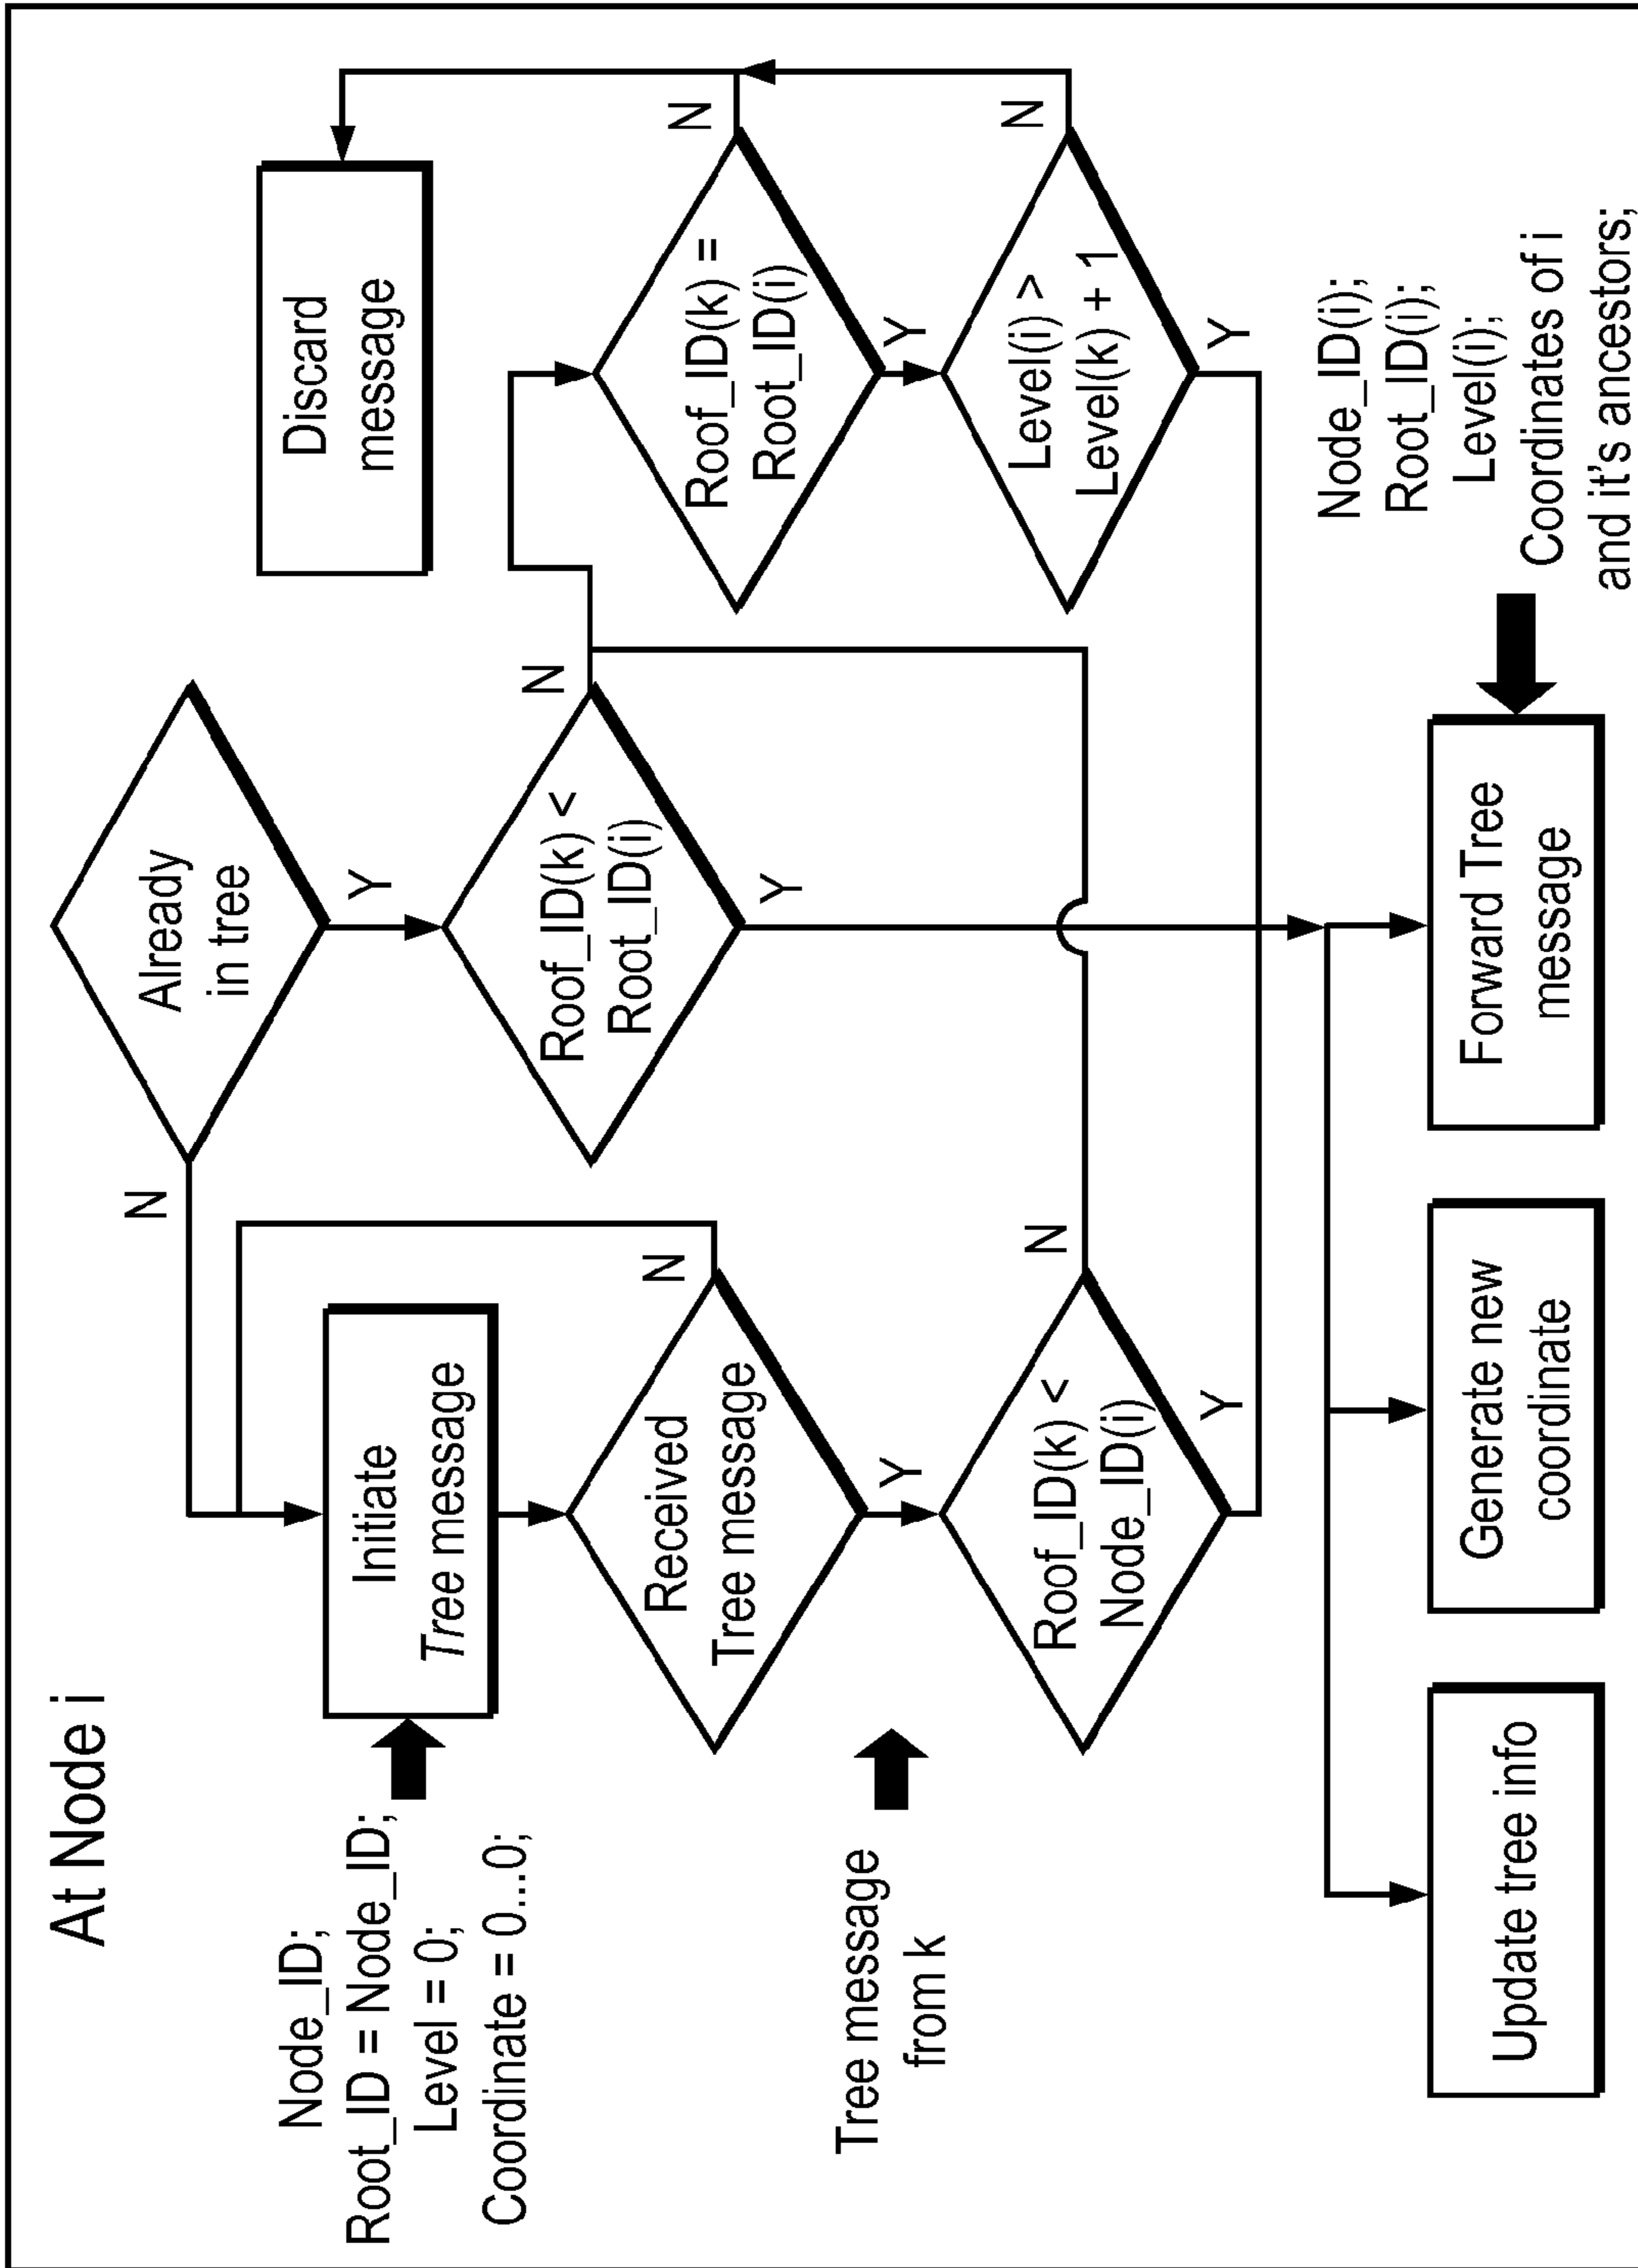 At Node i
Node_ID;
Root_ID = Node_ID;
Level = 0;
Coordinate = 0...0;
Initiate
Tree message
N
Already
in tree
Y
Discard
message
Tree message
from k
Received
Tree message
N
Y
Roof_ID(k) <
Root_ID(i)
N
Y
Roof_ID(k) =
Root_ID(i)
N
Y
Roof_ID(k) <
Node_ID(i)
N
Y
Level(i) >
Level(k) + 1
N
Y
Update tree info
Generate new
coordinate
Forward Tree
message
Node_ID(i);
Root_ID(i);
Level(i);
Coordinates of i
and it's ancestors;